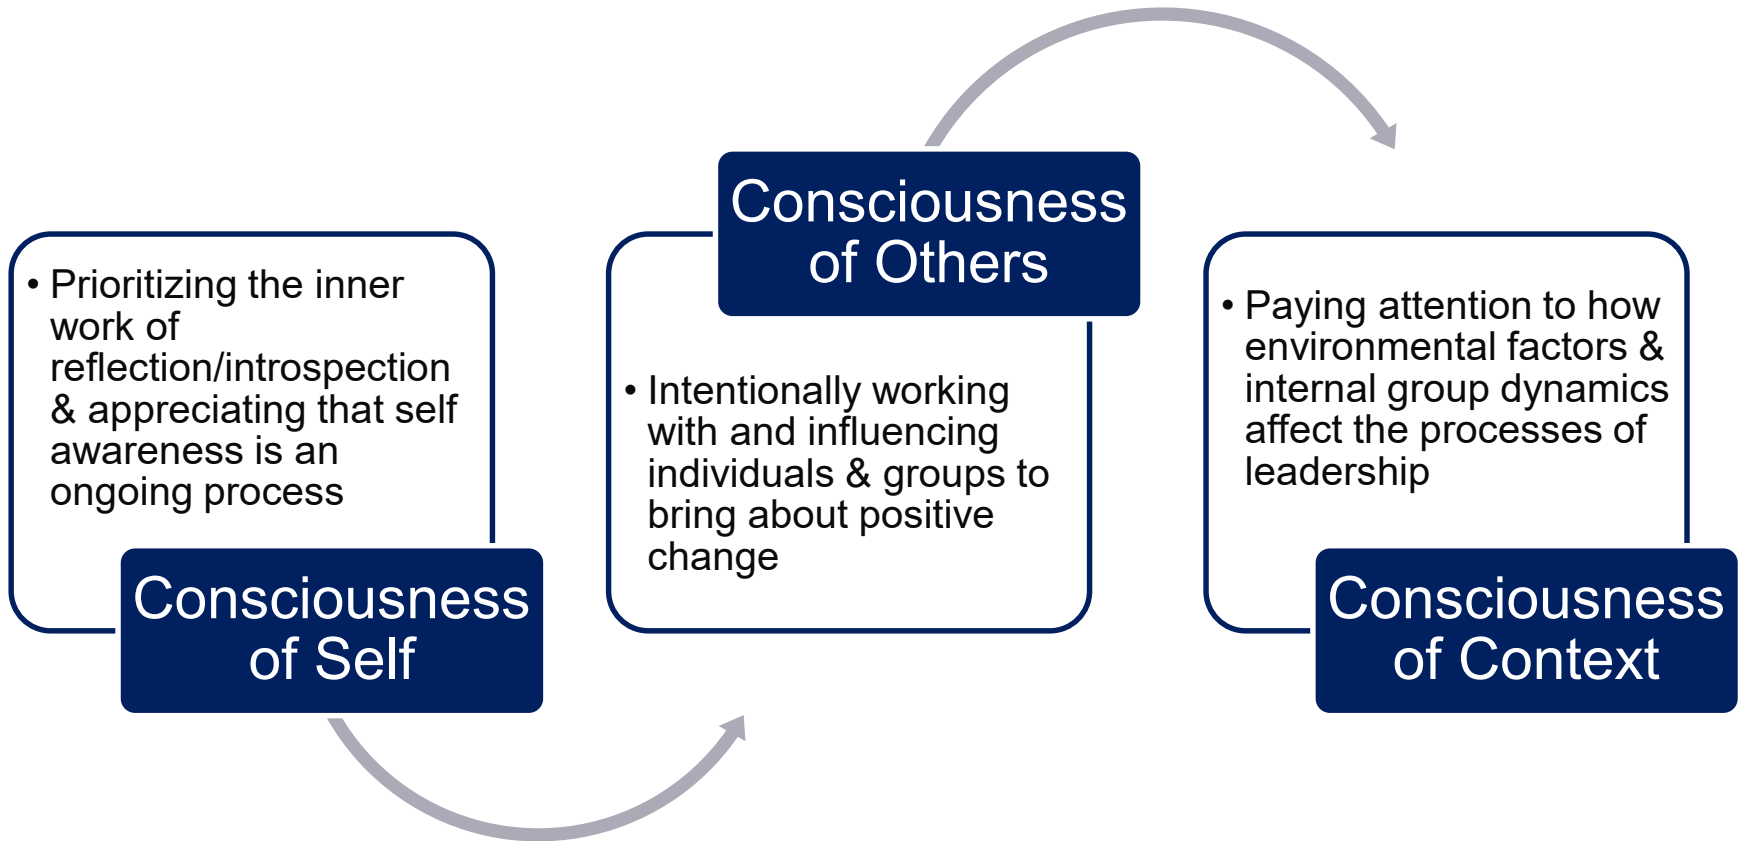 • Prioritizing the inner
work of
reflection/introspection
& appreciating that self
awareness is an
ongoing process
Consciousness
of Self
Consciousness
of Others
• Intentionally working
with and influencing
individuals & groups to
bring about positive
change
• Paying attention to how
environmental factors &
internal group dynamics
affect the processes of
leadership
Consciousness
of Context